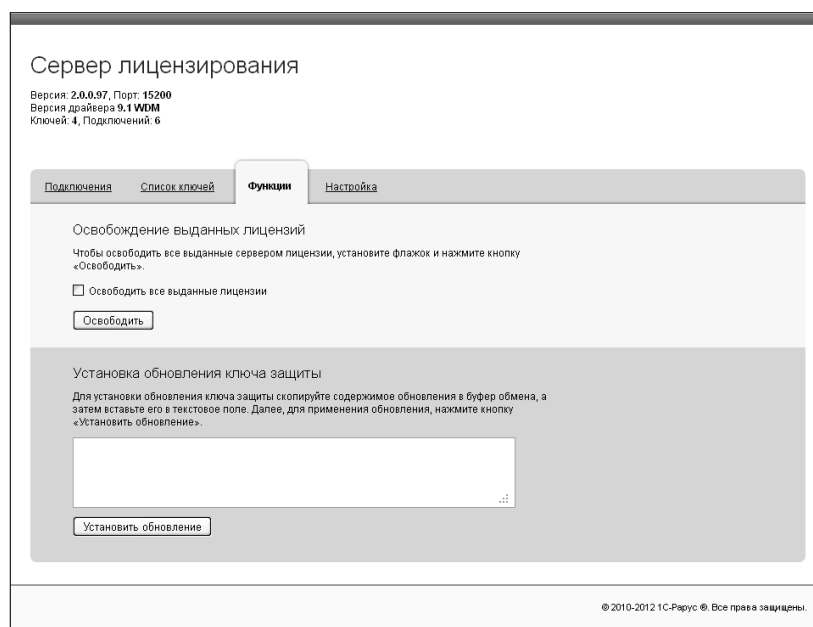 Сервер лицензирования
Версия: 2.0.0.97, Порт: 15200
Версия драйвера 9.1 WDM
Ключей: 4, Подключений: 6
Подключения Список ключей Функции Настройка
Освобождение выданных лицензий
Чтобы освободить все выданные сервером лицензии, установите флажок и нажмите кнопку
«Освободить».
Освободить все выданные лицензии
Освободить
Установка обновления ключа защиты
Для установки обновления ключа защиты скопируйте содержимое обновления в буфер обмена, а
затем вставьте его в текстовое поле. Далее, для применения обновления, нажмите кнопку
«Установить обновление».
Установить обновление
© 2010-2012 1С-Рарус ®. Все права защищены.